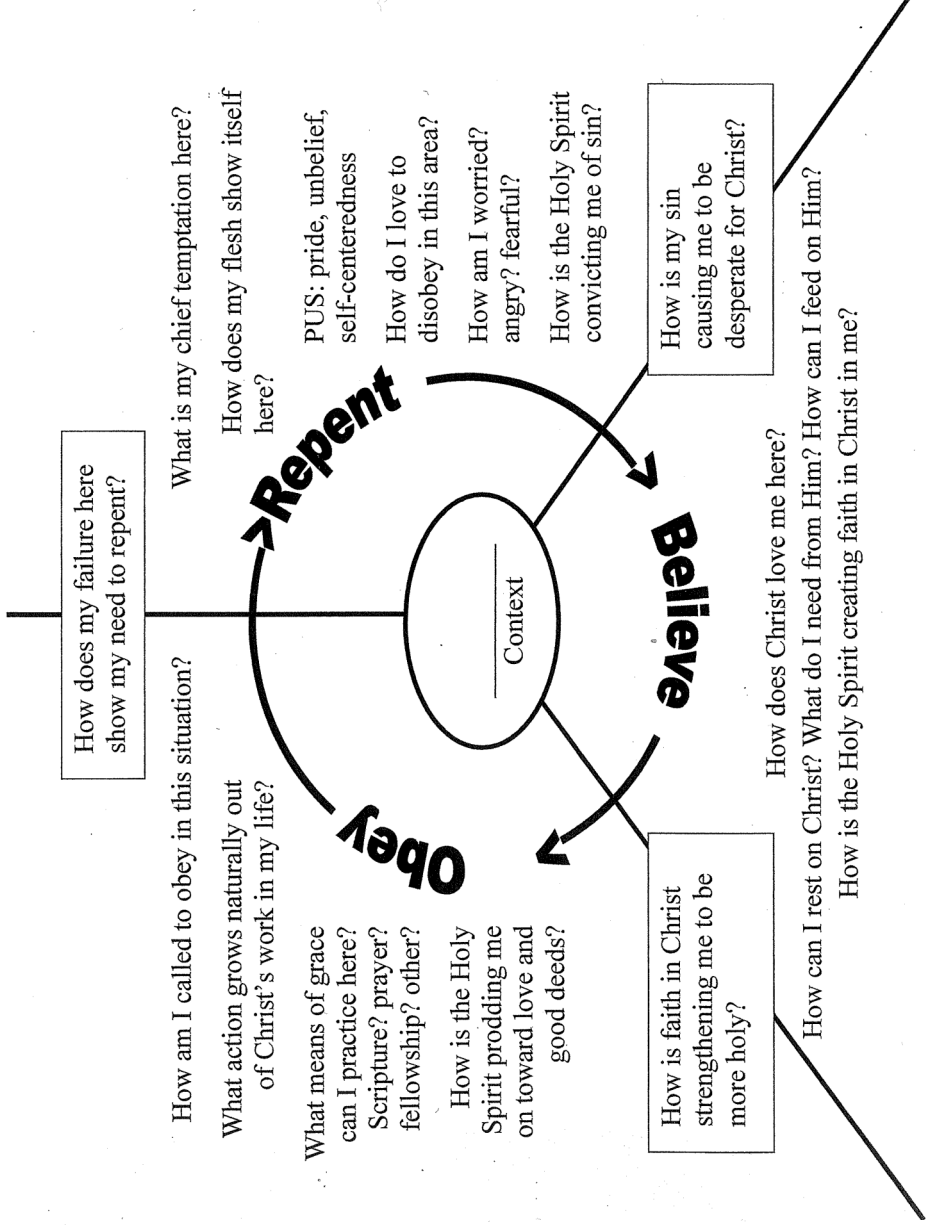 How does my failure here
show my need to repent?
How am I called to obey in this situation?
What action grows naturally out
of Christ's work in my life?
What means of grace
can I practice here?
Scripture? prayer?
fellowship? other?
How is the Holy
Spirit prodding me
on toward love and
good deeds?
Obey
>Repent
What is my chief temptation here?
How does my flesh show itself
here?
PUS: pride, unbelief,
self-centeredness
How do I love to
disobey in this area?
How am I worried?
angry? fearful?
How is the Holy Spirit
convicting me of sin?
Context
Believe
How is my sin
causing me to be
desperate for Christ?
How is faith in Christ
strengthening me to be
more holy?
How does Christ love me here?
How can I rest on Christ? What do I need from Him? How can I feed on Him?
How is the Holy Spirit creating faith in Christ in me?